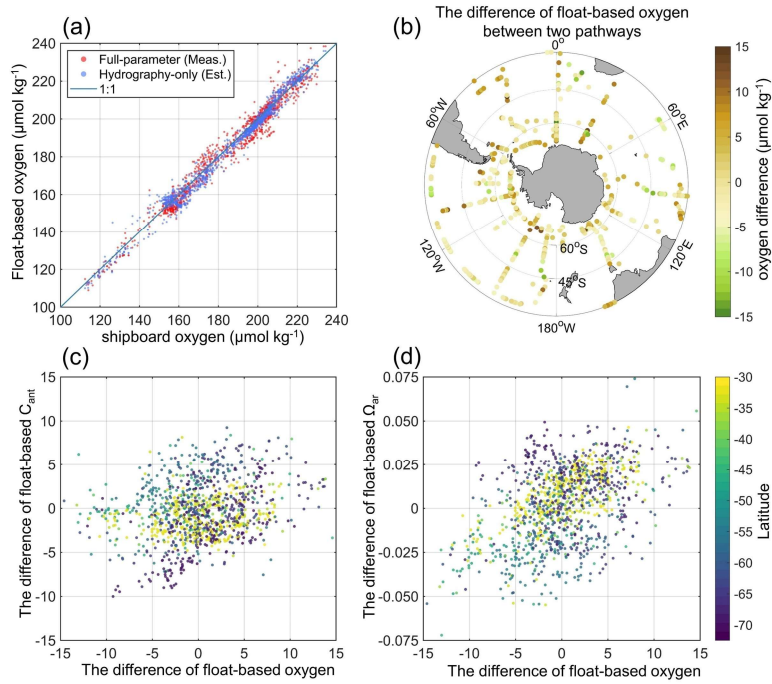 (a)
240
220
200
180
160
140
120
100
Float-based oxygen (µmol kg⁻¹)
Full-parameter (Meas.)
Hydrography-only (Est.)
1:1
100 120 140 160 180 200 220 240
shipboard oxygen (µmol kg⁻¹)
(b)
The difference of float-based oxygen
between two pathways
0°
60°W
60°E
120°W
120°E
60°S
45°S
180°W
15
10
5
0
-5
-10
-15
oxygen difference (µmol kg⁻¹)
(c)
15
10
5
0
-5
-10
-15
The difference of float-based Cant
-15 -10 -5 0 5 10 15
The difference of float-based oxygen
(d)
0.075
0.050
0.025
0
-0.025
-0.050
-0.075
The difference of float-based Ωar
-15 -10 -5 0 5 10 15
The difference of float-based oxygen
-30
-35
-40
-45
-50
-55
-60
-65
-70
Latitude